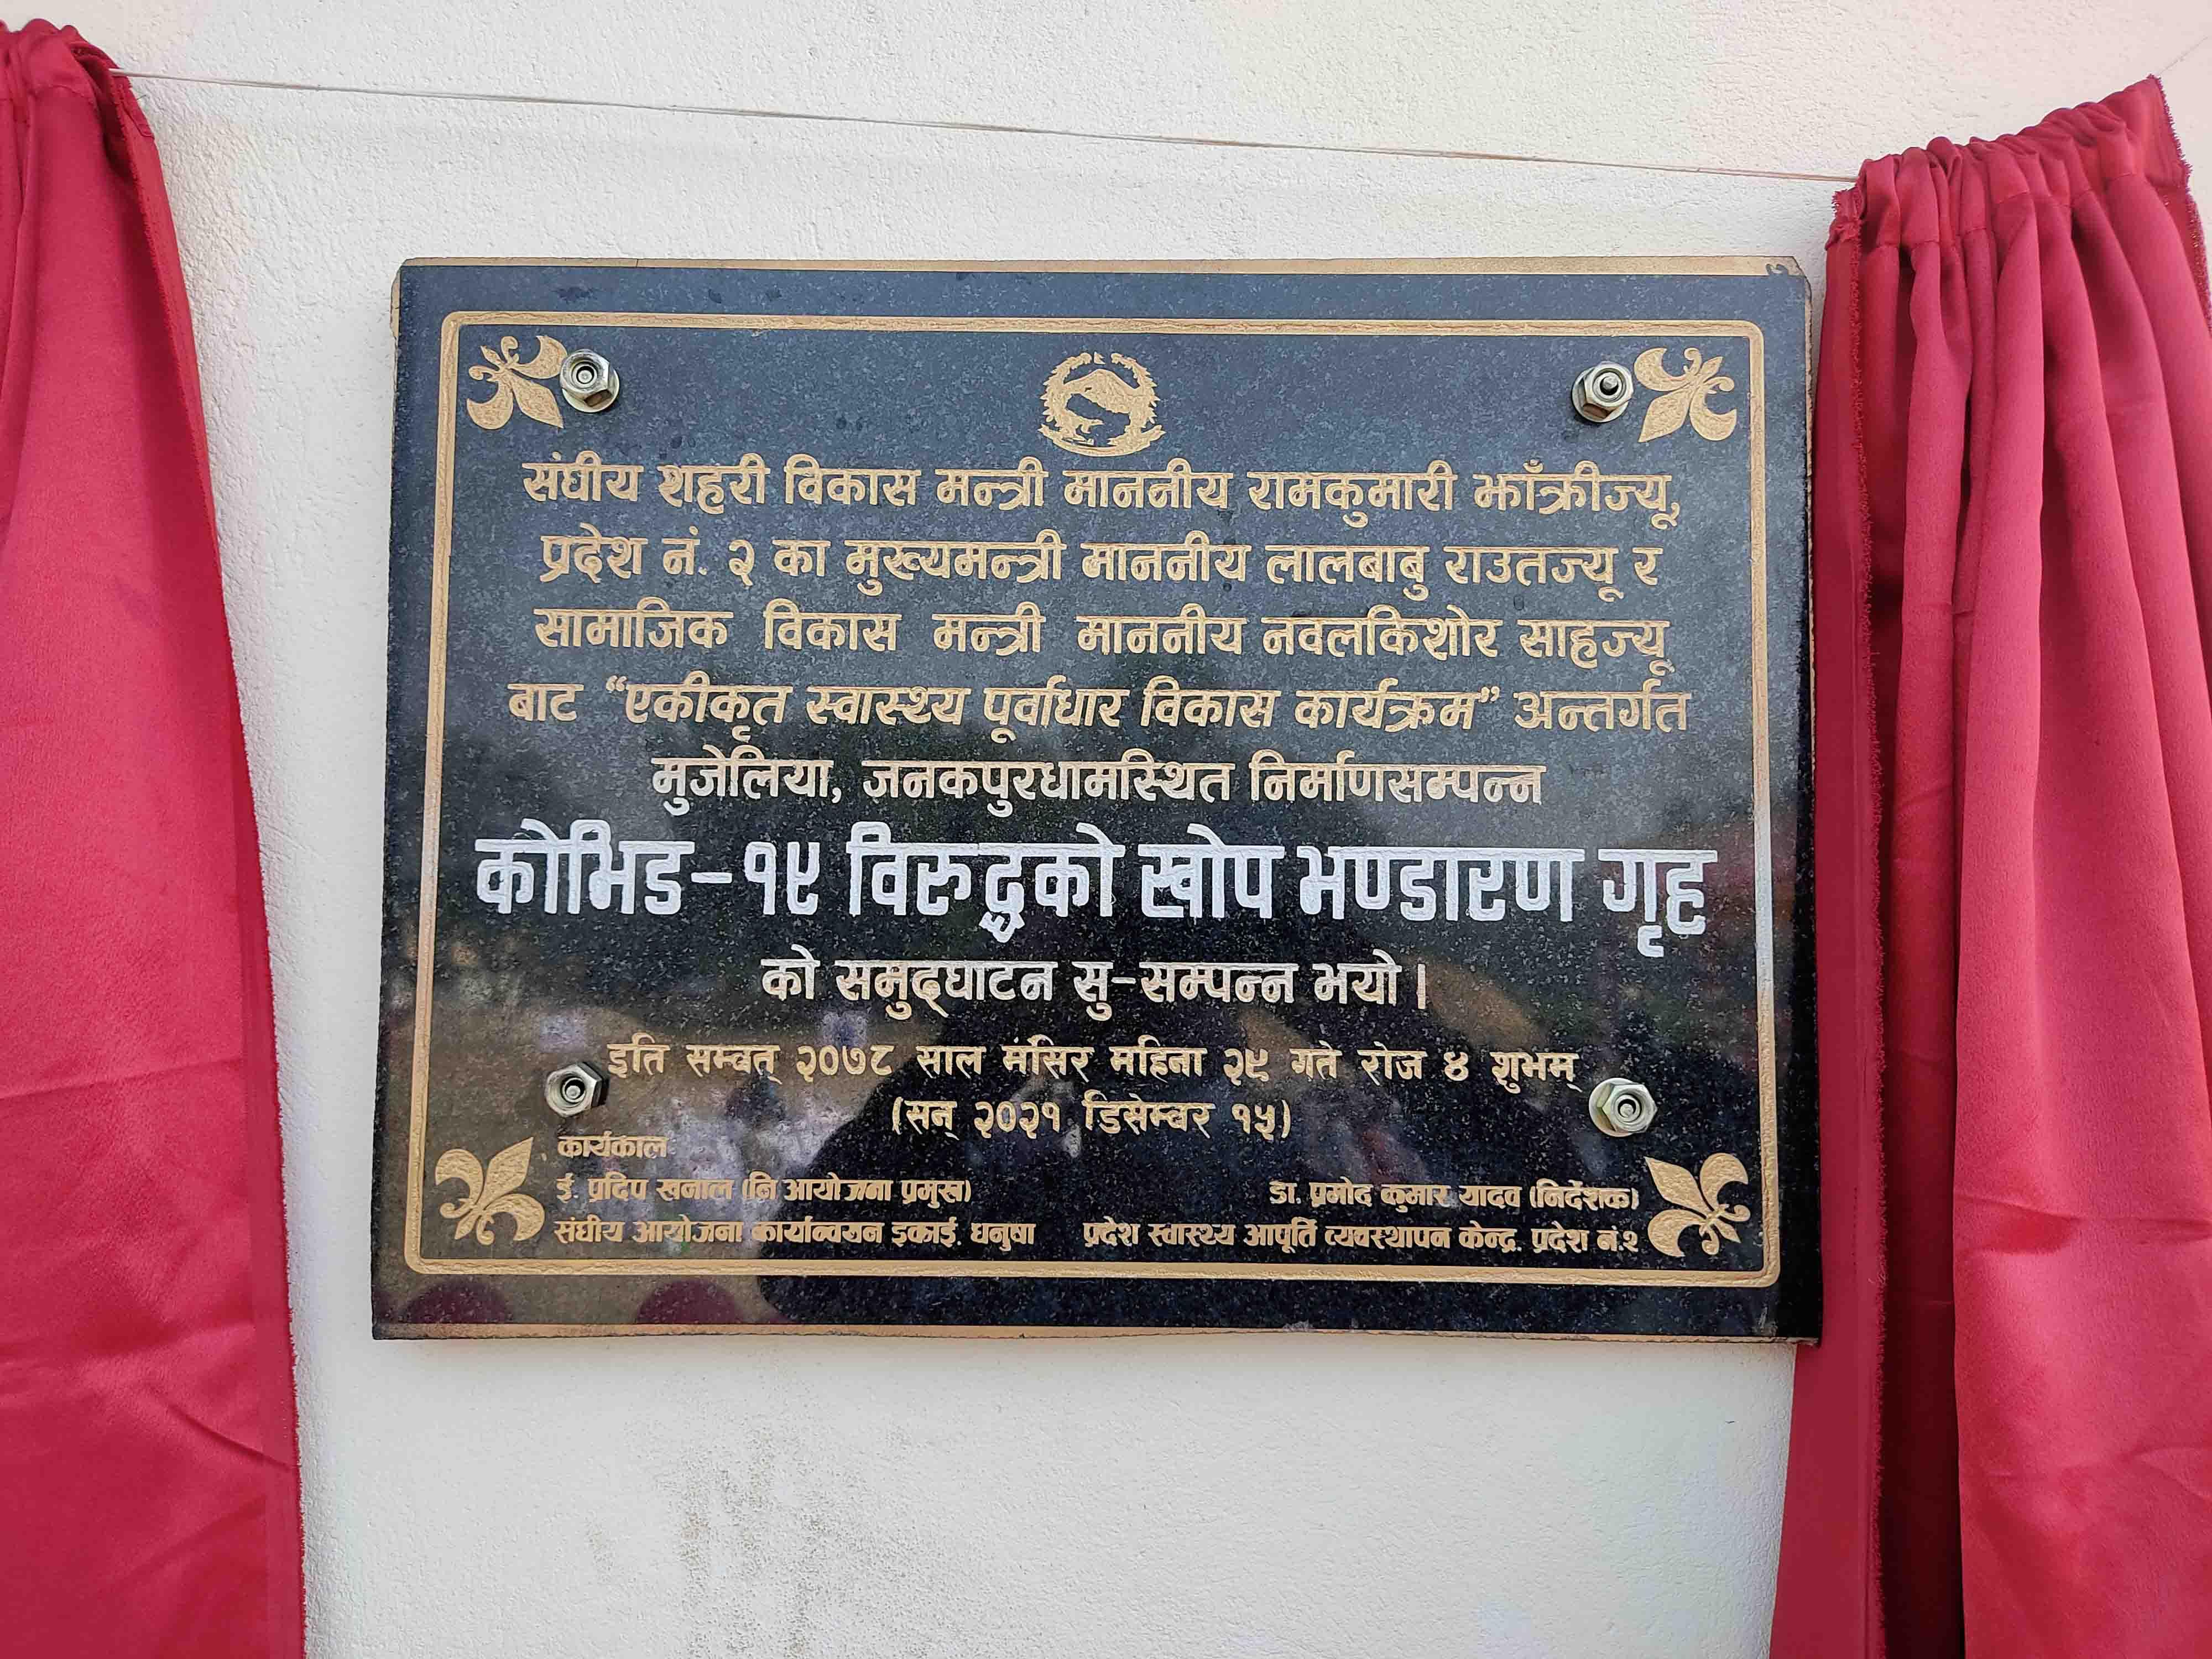 संघीय शहरी विकास मन्त्री माननीय रामकुमारी झाँक्रीज्यू,
प्रदेश नं. २ का मुख्यमन्त्री माननीय लालबाबु राउतज्यू र
सामाजिक विकास मन्त्री माननीय नवलकिशोर साहज्यू
बाट “एकीकृत स्वास्थ्य पूर्वाधार विकास कार्यक्रम” अन्तर्गत
मुजेलिया, जनकपुरधामस्थित निर्माणसम्पन्न
कोभिड-१९ विरुद्धको खोप भण्डारण गृह
को समुद्घाटन सु-सम्पन्न भयो।
इति सम्वत् २०७८ साल मंसिर महिना २९ गते रोज ४ शुभम्
(सन् २०२१ डिसेम्वर १५)
कार्यकाल
ई. प्रदिप खनाल (नि आयोजना प्रमुख) डा. प्रमोद कुमार यादव (निर्देशक)
संघीय आयोजना कार्यान्वयन इकाई. धनुषा प्रदेश स्वास्थ्य आपूर्ति व्यवस्थापन केन्द्र. प्रदेश नं.२